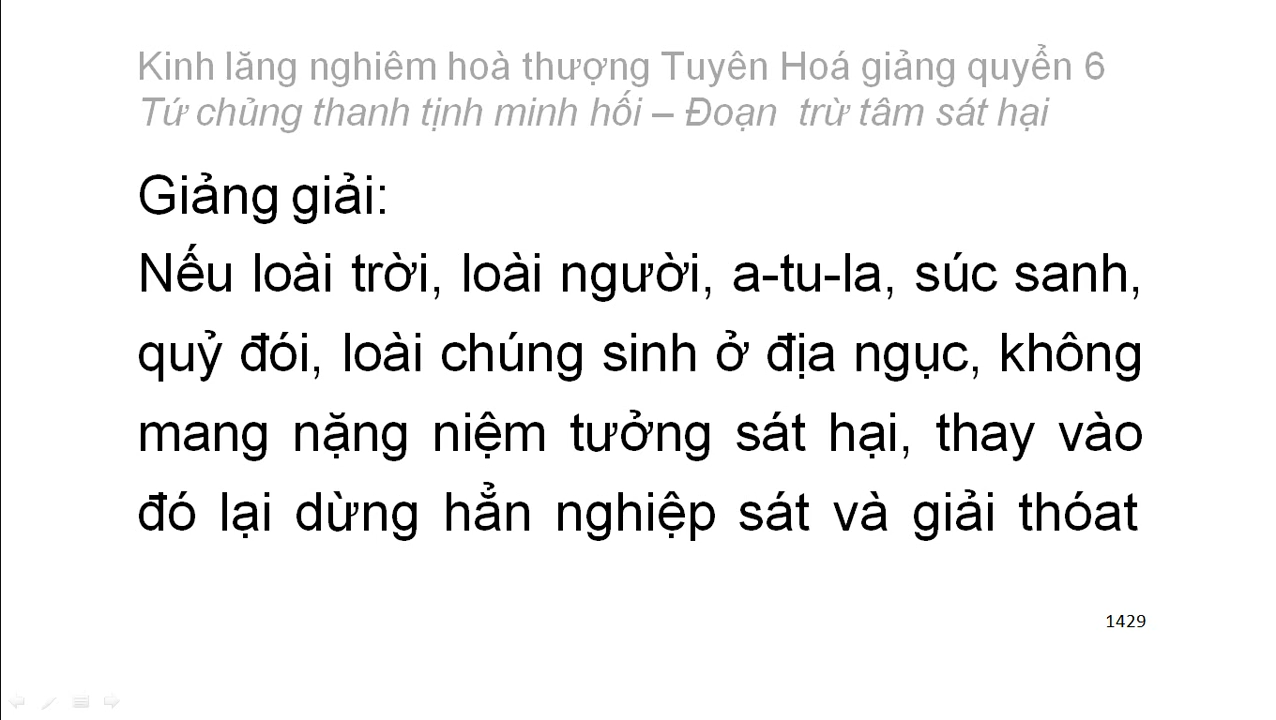 Kinh lăng nghiêm hoà thượng Tuyên Hoá giảng quyển 6
Tứ chủng thanh tịnh minh hối – Đoạn  trừ tâm sát hại
Giảng giải:
Nếu loài trời, loài người, a-tu-la, súc sanh,
quỷ đói, loài chúng sinh ở địa ngục, không
mang nặng niệm tưởng sát hại, thay vào
đó lại dừng hẳn nghiệp sát và giải thóat
1429